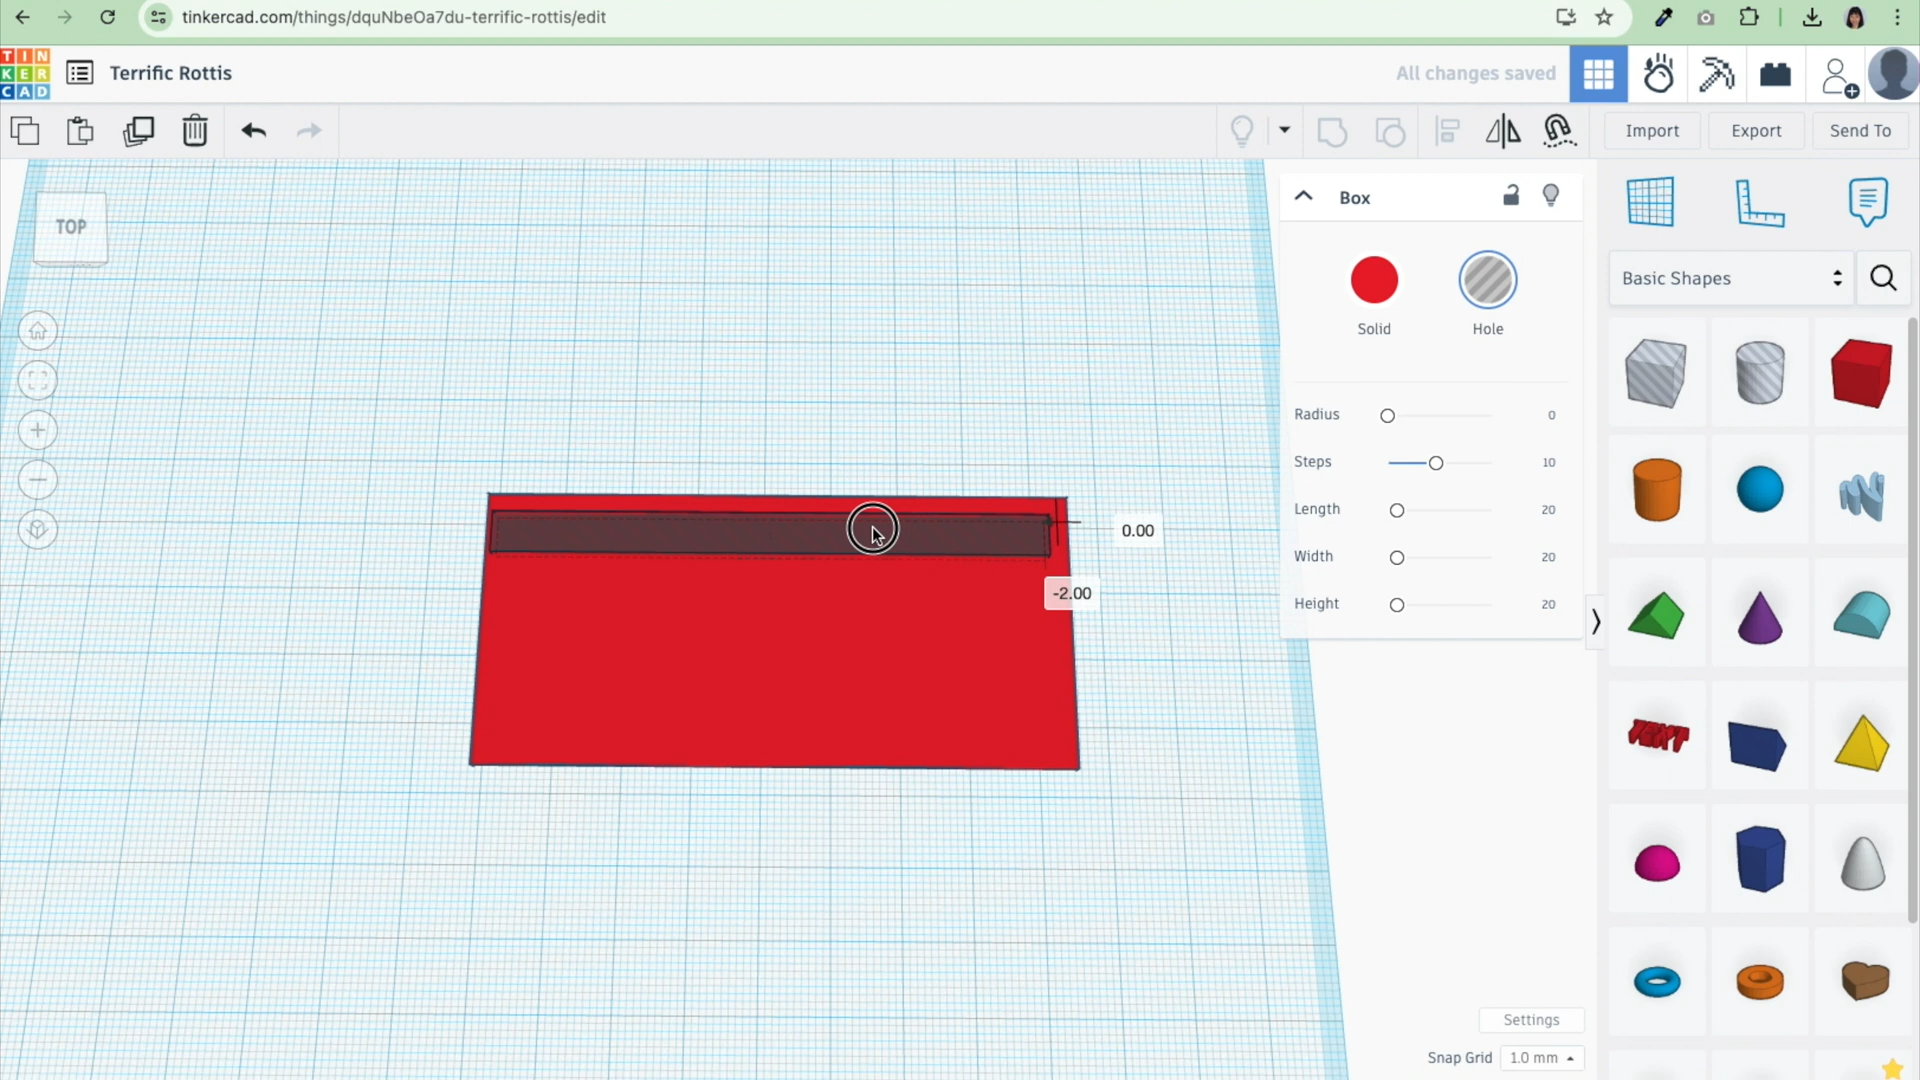 tinkercad.com/things/dquNbeOa7du-terrific-rottis/edit
TIN
KER
CAD
Terrific Rottis
All changes saved
Import
Export
Send To
TOP
Box
Solid
Hole
Radius 0
Steps 10
Length 20
Width 20
Height 20
Basic Shapes
0.00
-2.00
TEXT
Settings
Snap Grid 1.0 mm